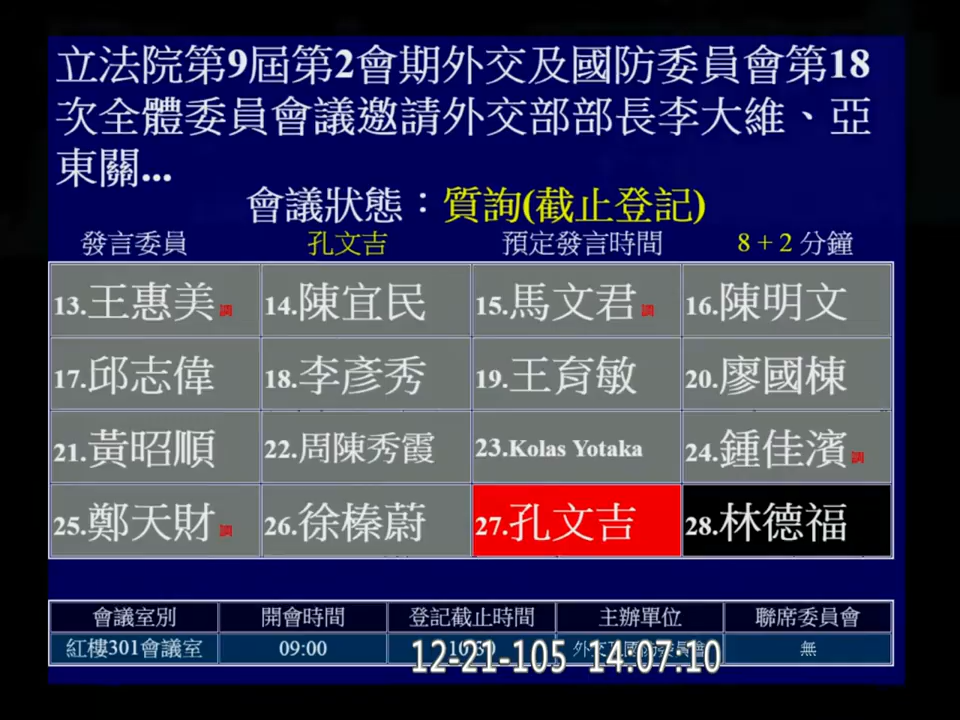 立法院第9屆第2會期外交及國防委員會第18
次全體委員會議邀請外交部部長李大維、亞
東關...
會議狀態：質詢(截止登記)
發言委員 孔文吉 預定發言時間 8 + 2 分鐘
13.王惠美調 14.陳宜民 15.馬文君調 16.陳明文
17.邱志偉 18.李彥秀 19.王育敏 20.廖國棟
21.黃昭順 22.周陳秀霞 23.Kolas Yotaka 24.鍾佳濱調
25.鄭天財調 26.徐榛蔚 27.孔文吉 28.林德福
會議室別 開會時間 登記截止時間 主辦單位 聯席委員會
紅樓301會議室 09:00 外交及國防委員會 無
12-21-105 14:07:10